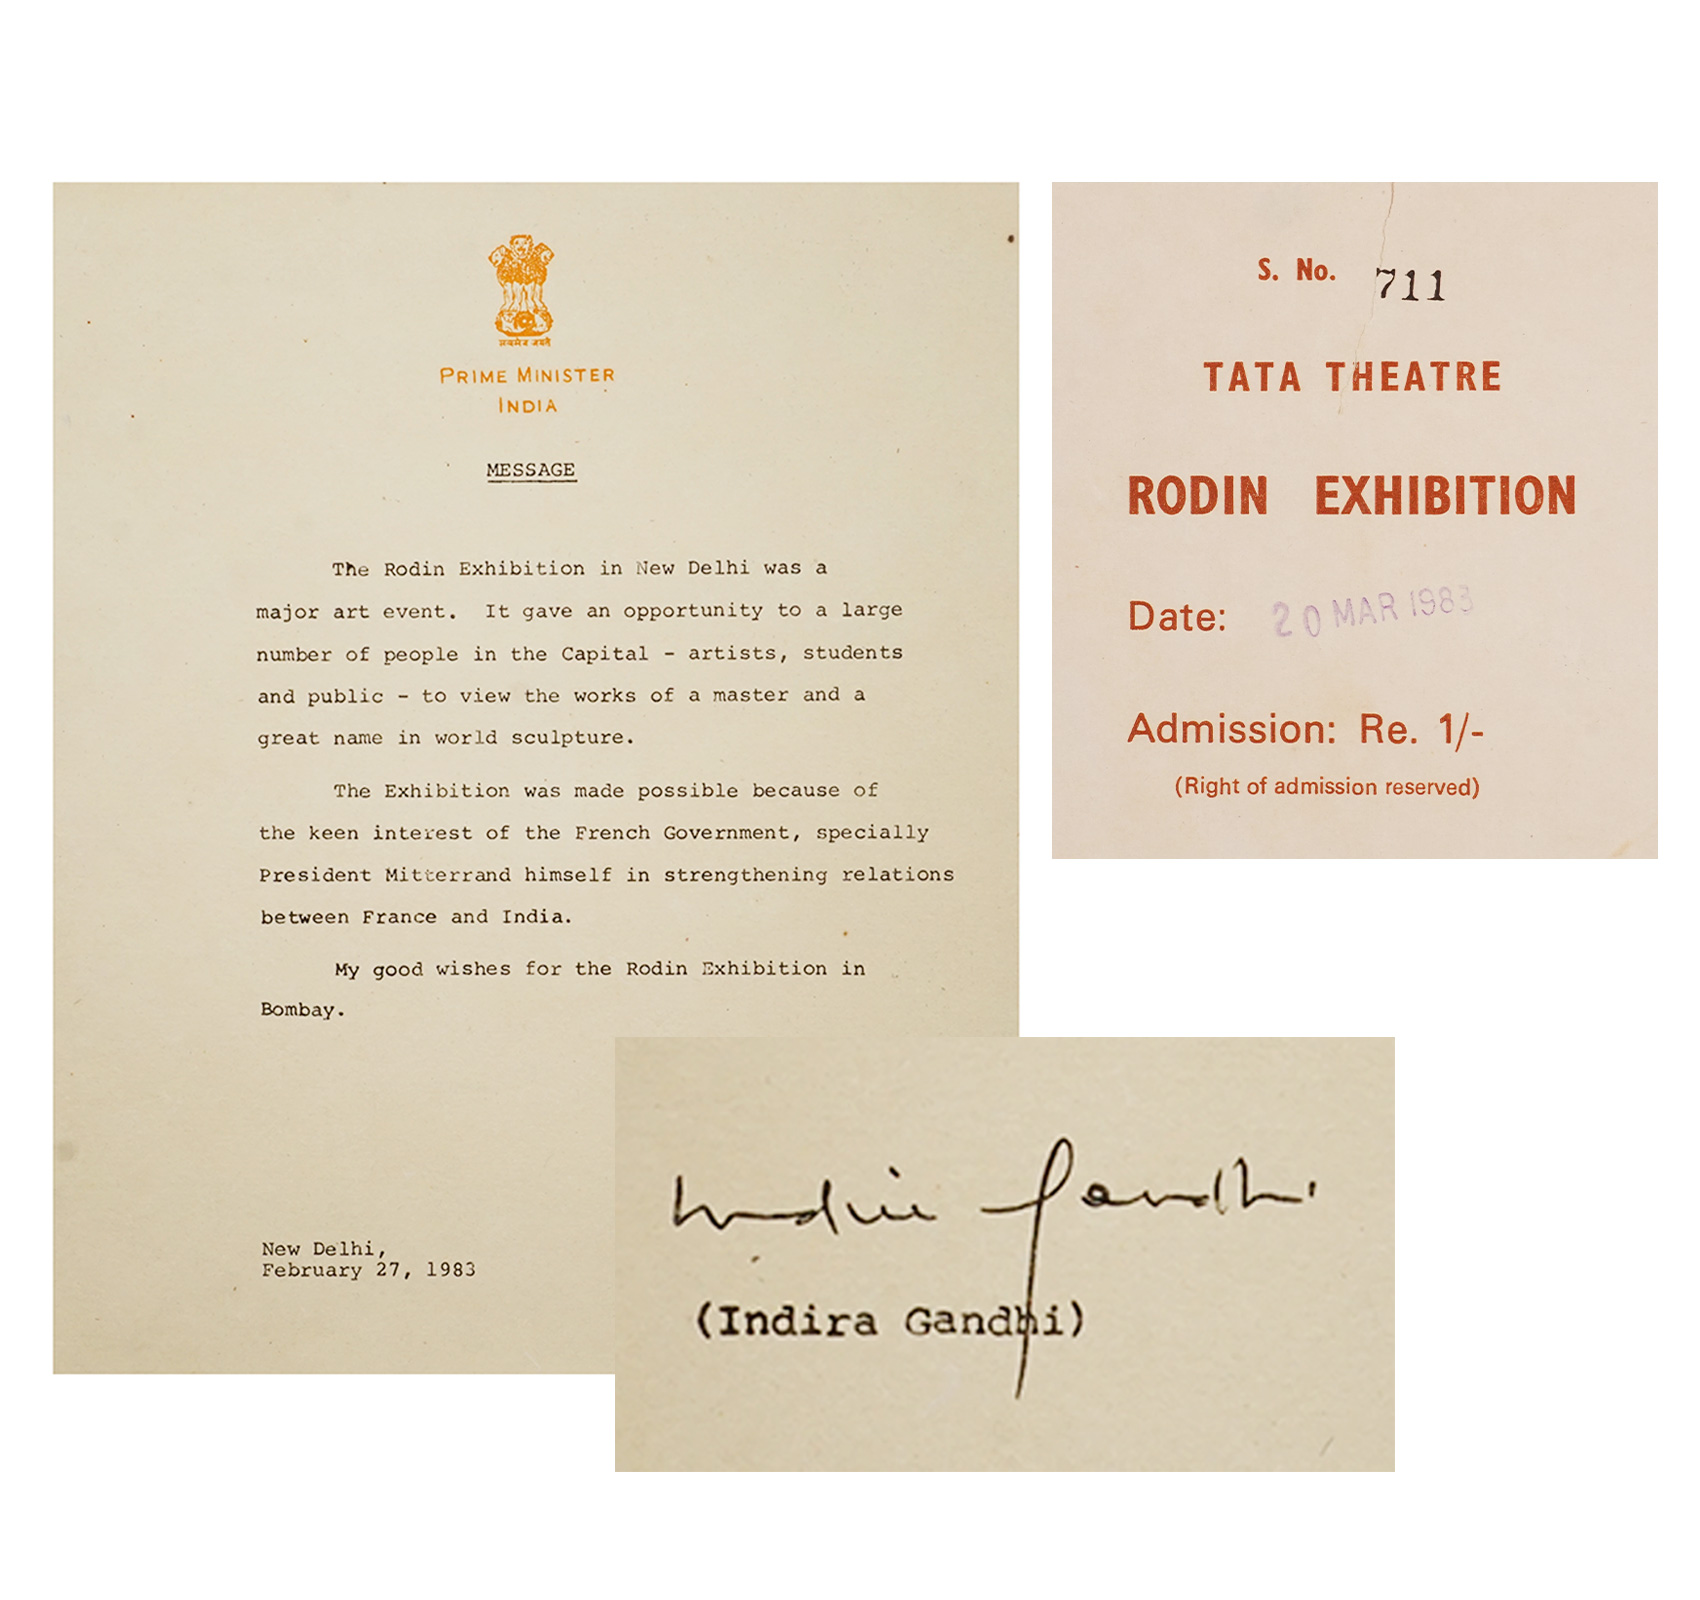 सत्यमेव जयते
PRIME MINISTER
INDIA
MESSAGE
The Rodin Exhibition in New Delhi was a
major art event. It gave an opportunity to a large
number of people in the Capital - artists, students
and public - to view the works of a master and a
great name in world sculpture.
The Exhibition was made possible because of
the keen interest of the French Government, specially
President Mitterrand himself in strengthening relations
between France and India.
My good wishes for the Rodin Exhibition in
Bombay.
New Delhi,
February 27, 1983
Indira Gandhi
(Indira Gandhi)
S. No. 711
TATA THEATRE
RODIN EXHIBITION
Date: 20 MAR 1983
Admission: Re. 1/-
(Right of admission reserved)